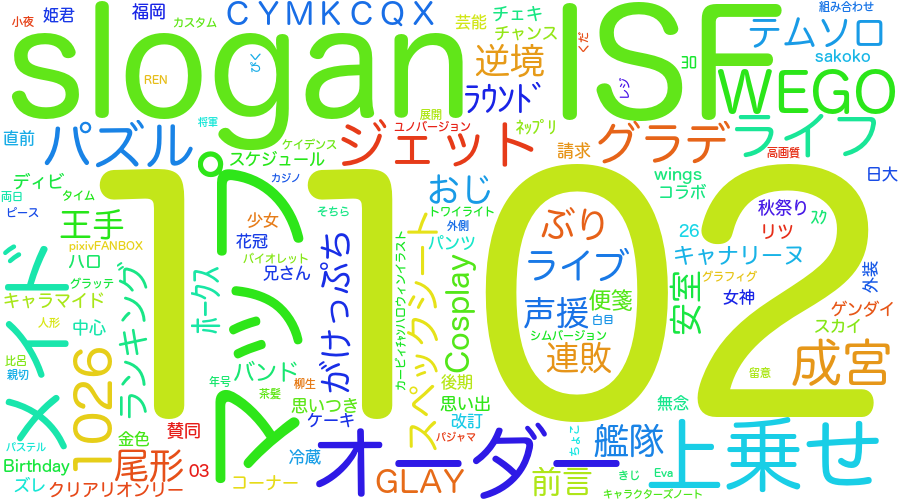 小夜
姫君
福岡
CYMKCQX
芸能
チェキ
組み合わせ
カスタム
slogan
ISF
チャンス
くだ
テムソロ
sakoko
びく
REN
逆境
ヨロ
レジ
WEGO
ラウンド
展開
将軍
ユノバージョン
ネップリ
直前
パズル
ケイデンス
ジェット
請求
グラデ
ライフ
高画質
スケジュール
ディビ
カジノ
おじ
wings
コラボ
日大
両日
タイム
ピース
アップ
1102
少女
そちら
トワイライト
外側
ぶり
秋祭り
スク
26
リツ
王手
花冠
パンツ
pixivFANBOX
バイオレット
兄さん
ライブ
キャナリーヌ
メイド
ハロ
グラッテ
ランキング
ホークス
がけっぷち
カービィチャンハロウィンイラスト
スペックシート
Cosplay
グラフィグ
外装
キャラマイド
声援
便箋
安室
女神
ゲンダイ
人形
中心
白目
スカイ
シムバージョン
1026
比呂
親切
バンド
連敗
成宮
年号
柳生
後期
留意
茶髪
思いつき
思い出
無念
マ
ケーキ
改訂
パジャマ
オーダー
ちょこ
艦隊
上乗せ
金色
賛同
パステル
Birthday
尾形
03
冷蔵
ズレ
クリアリオンリー
コーナー
GLAY
前言
きじ
Eva
キャラクターズノート